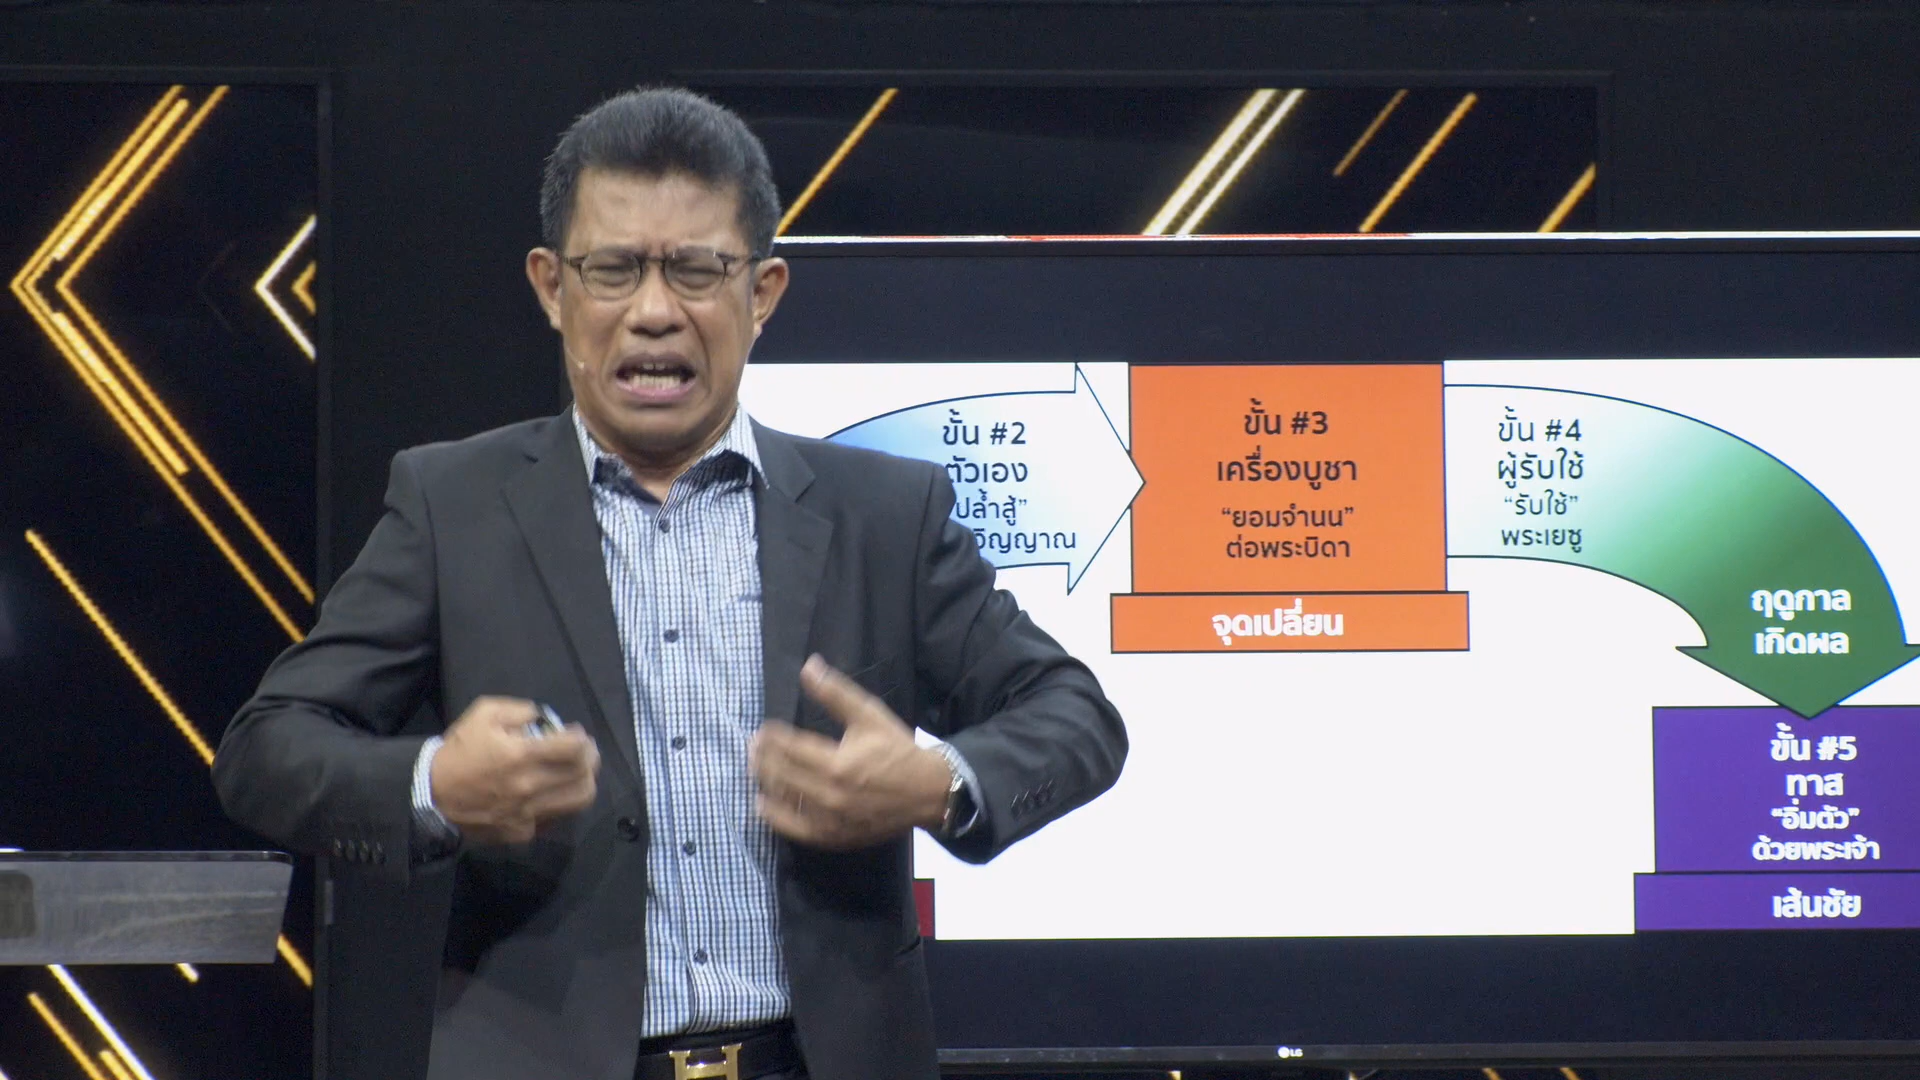 ขั้น #2
ตัวเอง
ปล้ำสู้”
ขั้น #3
เครื่องบูชา
“ยอมจำนน”
ต่อพระบิดา
จุดเปลี่ยน
ขั้น #4
ผู้รับใช้
“รับใช้”
พระเยซู
ฤดูกาล
เกิดผล
ขั้น #5
ทาส
“อิ่มตัว”
ด้วยพระเจ้า
เส้นชัย
LG